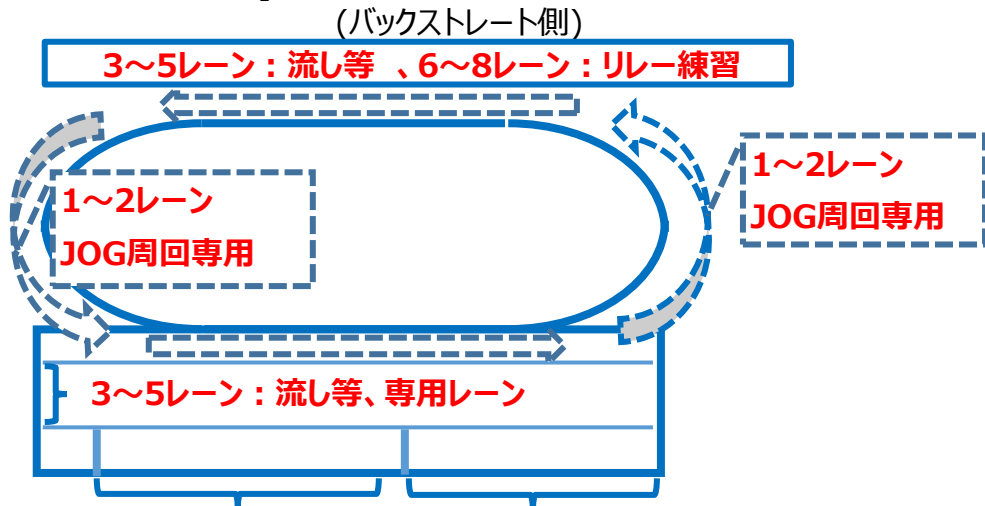 (バックストレート側)
3～5レーン：流し等 、6～8レーン：リレー練習
1～2レーン
JOG周回専用
1～2レーン
JOG周回専用
3～5レーン：流し等、専用レーン